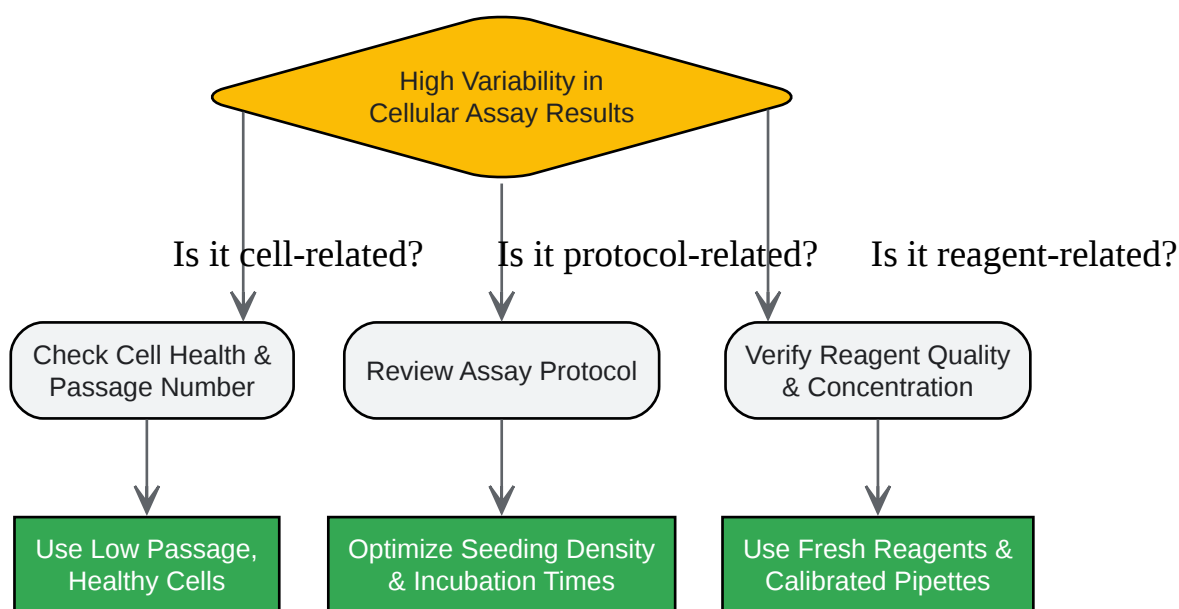 High Variability in
Cellular Assay Results
Is it cell-related?
Is it protocol-related?
Is it reagent-related?
Check Cell Health &
Passage Number
Review Assay Protocol
Verify Reagent Quality
& Concentration
Use Low Passage,
Healthy Cells
Optimize Seeding Density
& Incubation Times
Use Fresh Reagents &
Calibrated Pipettes